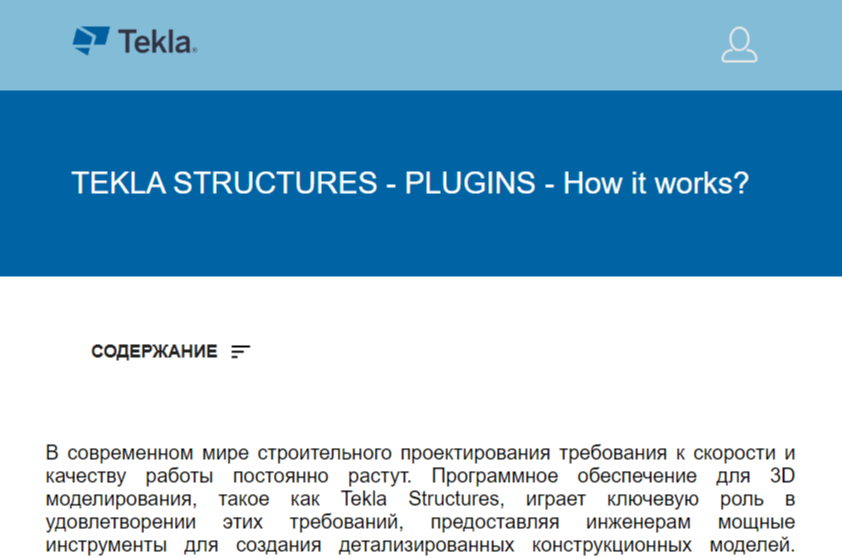 Tekla®
TEKLA STRUCTURES - PLUGINS - How it works?
СОДЕРЖАНИЕ
В современном мире строительного проектирования требования к скорости и
качеству работы постоянно растут. Программное обеспечение для 3D
моделирования, такое как Tekla Structures, играет ключевую роль в
удовлетворении этих требований, предоставляя инженерам мощные
инструменты для создания детализированных конструкционных моделей.